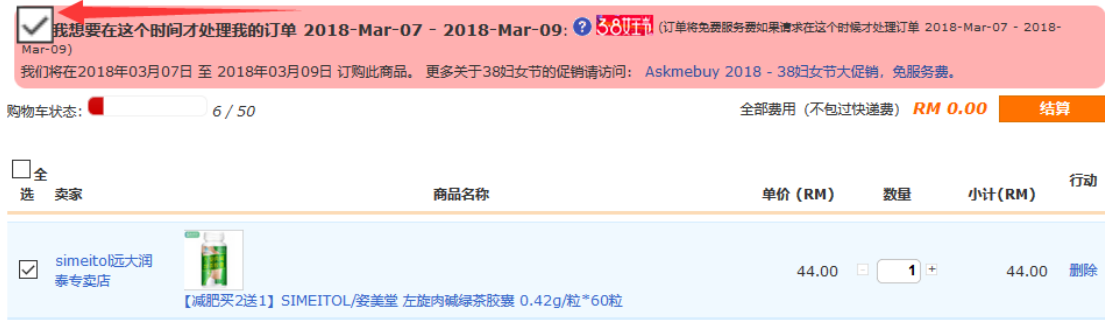 我想要在这个时间才处理我的订单 2018-Mar-07 - 2018-Mar-09: ? 3.8妇女节 (订单将免费服务费如果请求在这个时候才处理订单 2018-Mar-07 - 2018-
Mar-09)
我们将在2018年03月07日 至 2018年03月09日 订购此商品。 更多关于38妇女节的促销请访问： Askmebuy 2018 - 38妇女节大促销，免服务费。
购物车状态: 6 / 50 全部费用（不包过快递费） RM 0.00 结算
全
选 卖家 商品名称 单价 (RM) 数量 小计(RM) 行动
simeitol远大润
泰专卖店 44.00 - 1 + 44.00 删除
【减肥买2送1】SIMEITOL/姿美堂 左旋肉碱绿茶胶囊 0.42g/粒*60粒